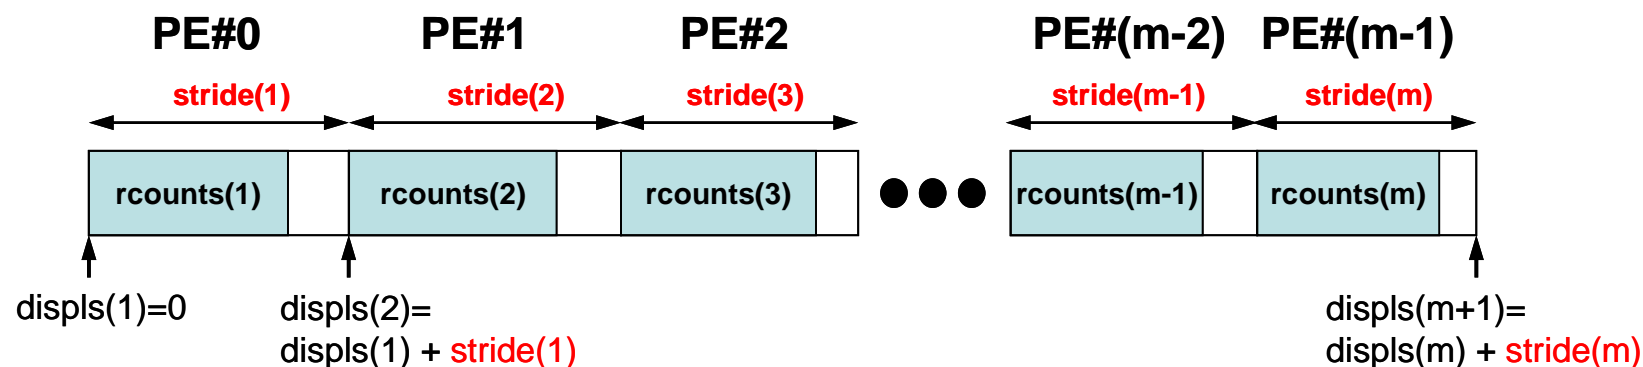 PE#0 PE#1 PE#2 PE#(m-2) PE#(m-1)
stride(1) stride(2) stride(3) stride(m-1) stride(m)
rcounts(1) rcounts(2) rcounts(3) rcounts(m-1) rcounts(m)
displs(1)=0 displs(2)= displs(m+1)=
displs(1) + stride(1) displs(m) + stride(m)